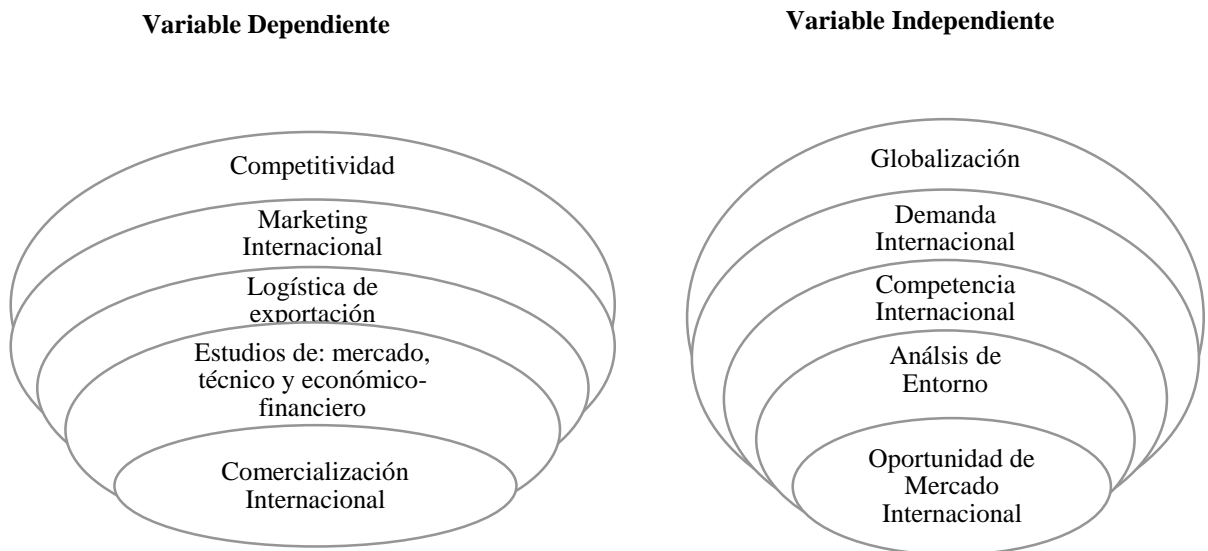 Variable Dependiente
Competitividad
Marketing
Internacional
Logística de
exportación
Estudios de: mercado,
técnico y económico-
financiero
Comercialización
Internacional
Variable Independiente
Globalización
Demanda
Internacional
Competencia
Internacional
Análsis de
Entorno
Oportunidad de
Mercado
Internacional